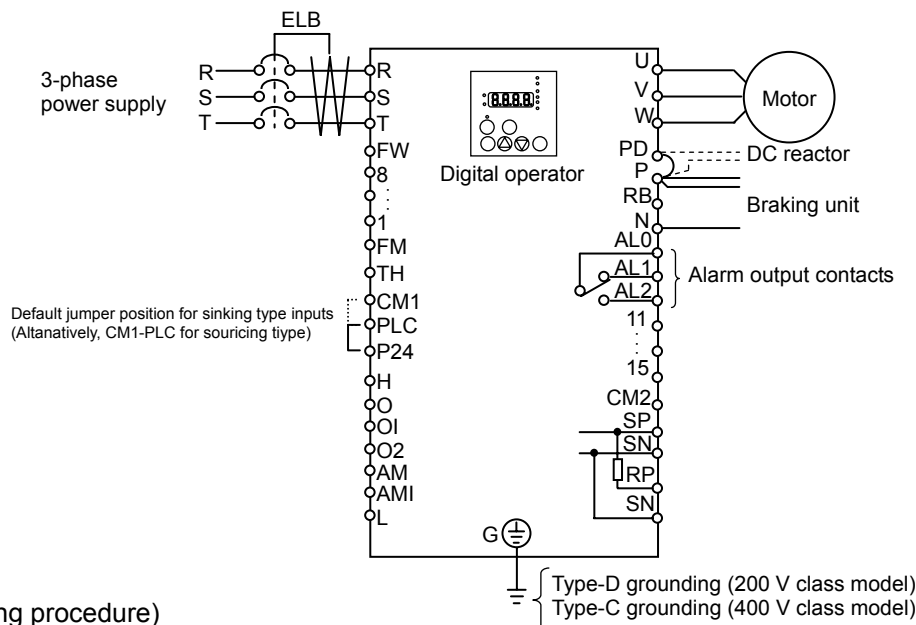 ELB
3-phase
power supply
R
S
T
R
S
T
FW
8
1
FM
TH
CM1
PLC
P24
H
O
OI
O2
AM
AMI
L
Default jumper position for sinking type inputs
(Altanatively, CM1-PLC for souricing tiype)
8.8.8.8.
Digital operator
U
V
W
Motor
PD
P
DC reactor
RB
Braking unit
N
AL0
AL1
AL2
Alarm output contacts
11
15
CM2
SP
SN
RP
SN
G
Type-D grounding (200 V class model)
Type-C grounding (400 V class model)
ng procedure)